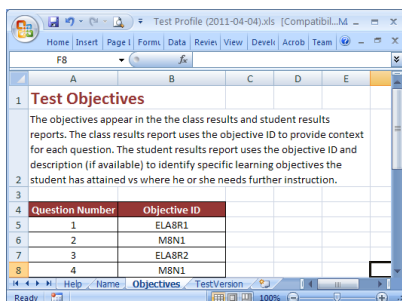 Test Profile (2011-04-04).xls [Compatibil...
Home Insert Page l Formu Data Review View Develo Acrob Team
F8 fx
A B C D E
1 Test Objectives
The objectives appear in the the class results and student results
reports. The class results report uses the objective ID to provide context
for each question. The student results report uses the objective ID and
description (if available) to identify specific learning objectives the
2 student has attained vs where he or she needs further instruction.
3
4 Question Number Objective ID
5 1 ELA8R1
6 2 M8N1
7 3 ELA8R2
8 4 M8N1
Help Name Objectives TestVersion
Ready 100%